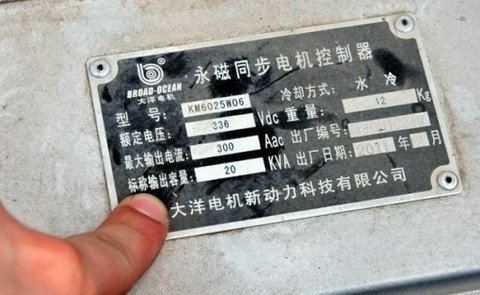 BROAD-OCEAN
大洋电机
永磁同步电机控制器
型号: KM6025W06 冷却方式: 水冷
额定电压: 336 Vdc 重量: 12 Kg
最大输出电流: 300 Aac 出厂编号:
标称输出容量: 20 KVA 出厂日期: 2011 月
大洋电机新动力科技有限公司